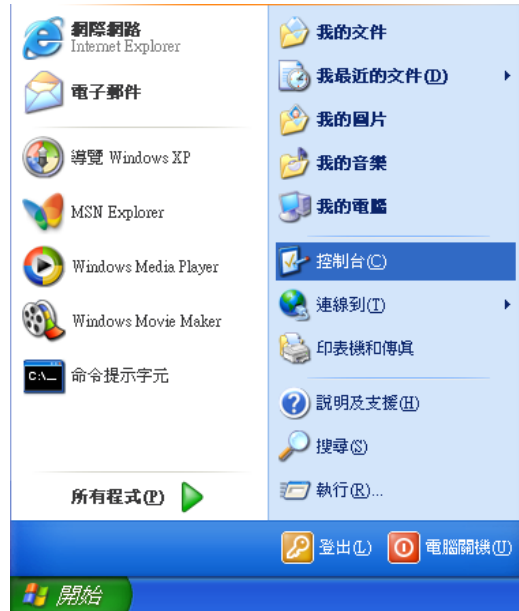 網際網路
Internet Explorer
電子郵件
導覽 Windows XP
MSN Explorer
Windows Media Player
Windows Movie Maker
C:\_
命令提示字元
所有程式(P)
我的文件
我最近的文件(D)
我的圖片
我的音樂
我的電腦
控制台(C)
連線到(T)
印表機和傳真
說明及支援(H)
搜尋(S)
執行(R)...
登出(L)
電腦關機(U)
開始